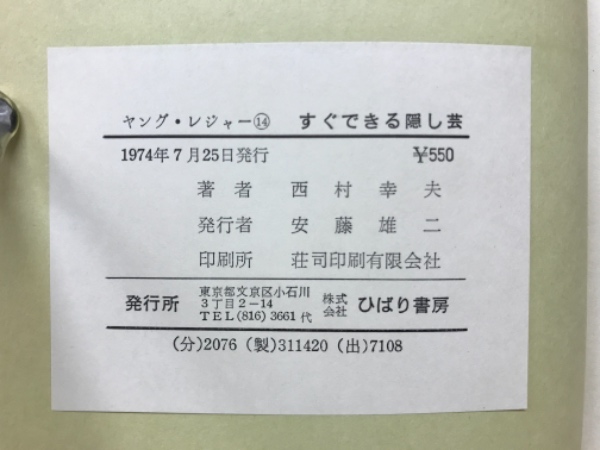 ヤング・レジャー⑭ すぐできる隠し芸
1974年7月25日発行 ¥550
著者 西村幸夫
発行者 安藤雄二
印刷所 荘司印刷有限会社
発行所 東京都文京区小石川 3丁目2-14 TEL(816)3661代 株式会社 ひばり書房
(分)2076 (製)311420 (出)7108